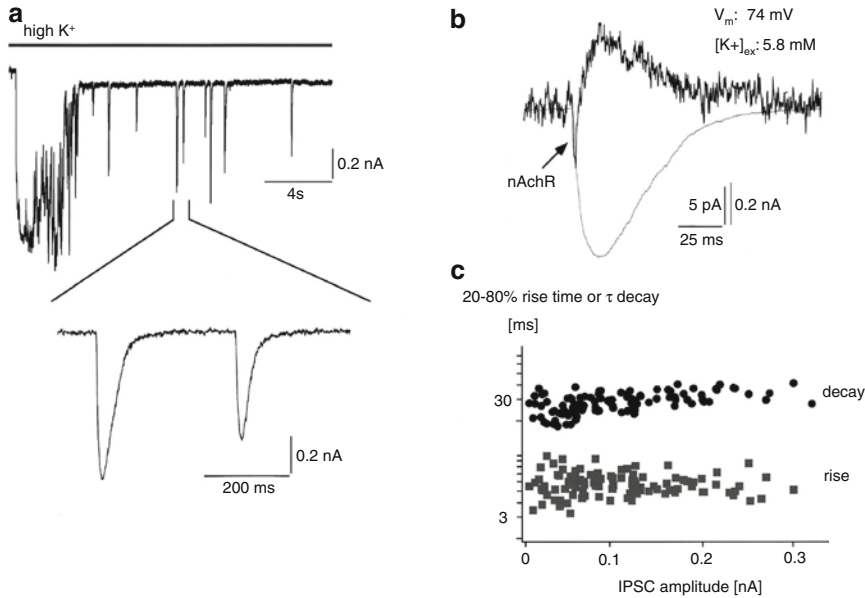 a
high K⁺
0.2 nA
4s
0.2 nA
200 ms
b
Vₘ: 74 mV
[K+]ₑₓ: 5.8 mM
nAchR
5 pA
0.2 nA
25 ms
c
20-80% rise time or τ decay
[ms]
30
3
decay
rise
0
0.1
0.2
0.3
IPSC amplitude [nA]